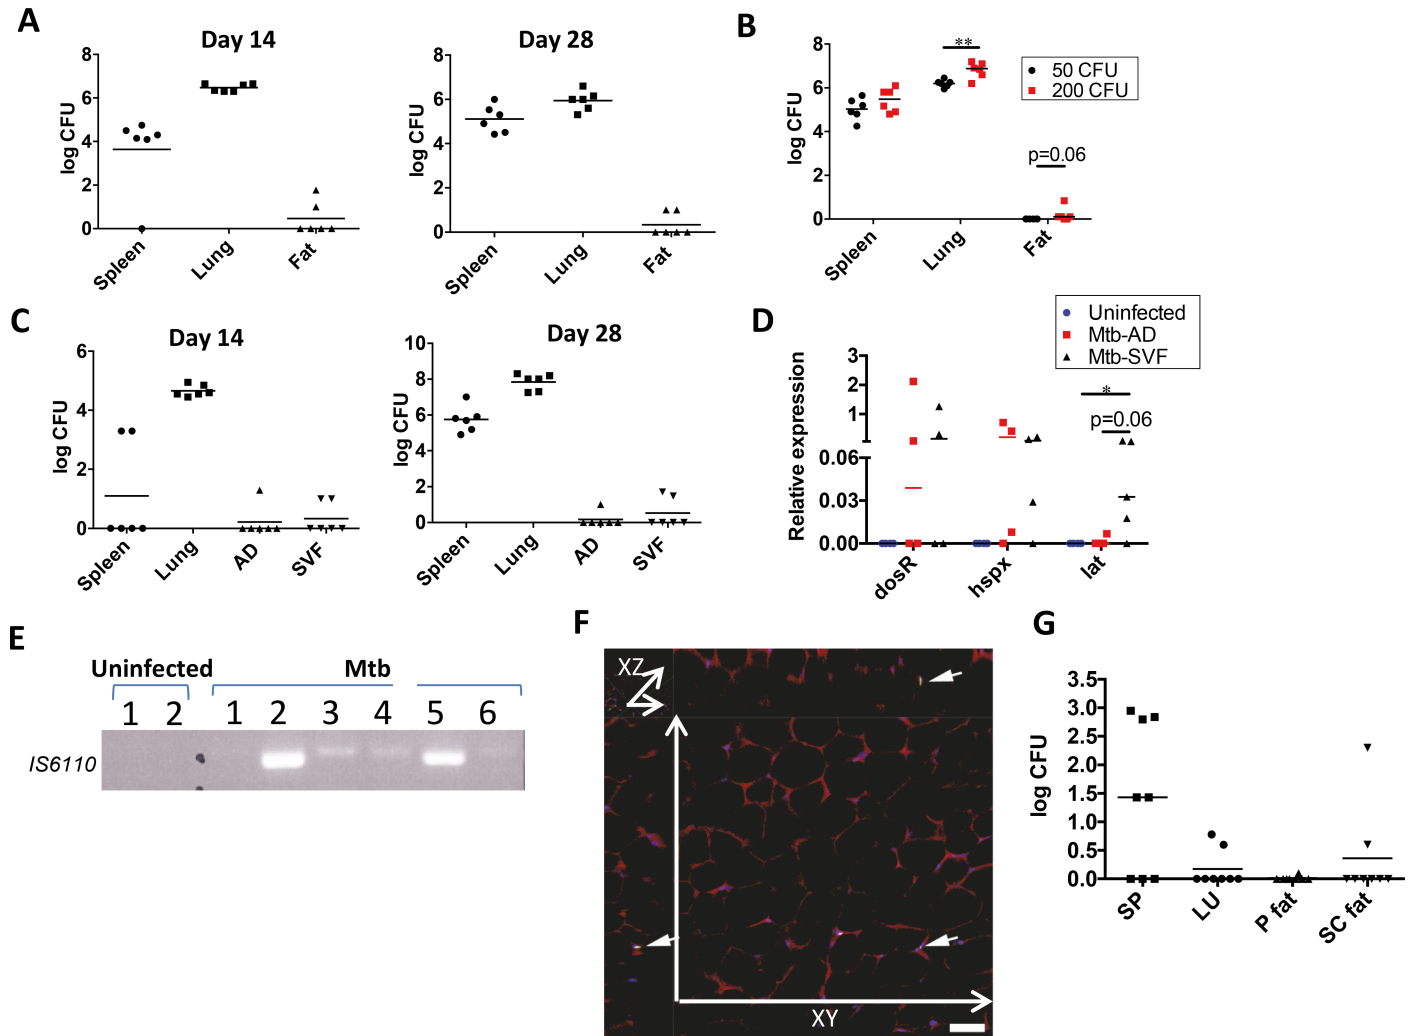 A
Day 14
log CFU
8
6
4
2
0
Spleen
Lung
Fat
Day 28
log CFU
8
6
4
2
0
Spleen
Lung
Fat
B
log CFU
8
6
4
2
0
**
p=0.06
50 CFU
200 CFU
Spleen
Lung
Fat
C
Day 14
log CFU
6
4
2
0
Spleen
Lung
AD
SVF
Day 28
log CFU
10
8
6
4
2
0
Spleen
Lung
AD
SVF
D
Uninfected
Mtb-AD
Mtb-SVF
Relative expression
3
2
1
0.06
0.03
0.00
*
p=0.06
dosR
hspx
lat
E
Uninfected
Mtb
1 2 1 2 3 4 5 6
IS6110
F
XZ
XY
G
log CFU
3.5
3.0
2.5
2.0
1.5
1.0
0.5
0.0
SP
LU
P fat
SC fat